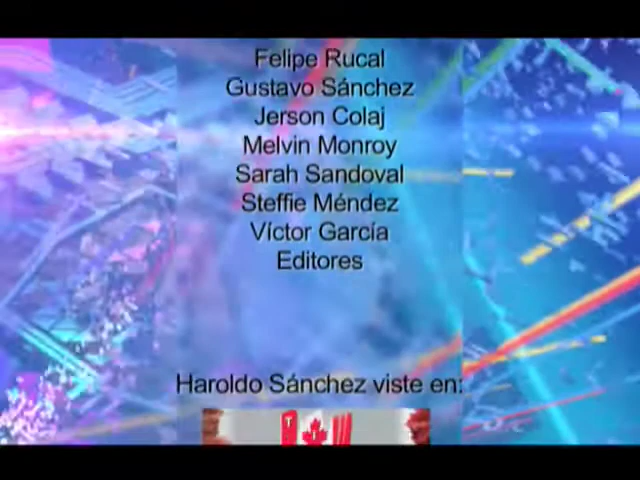 Felipe Rucal
Gustavo Sánchez
Jerson Colaj
Melvin Monroy
Sarah Sandoval
Steffie Méndez
Víctor García
Editores
Haroldo Sánchez viste en: